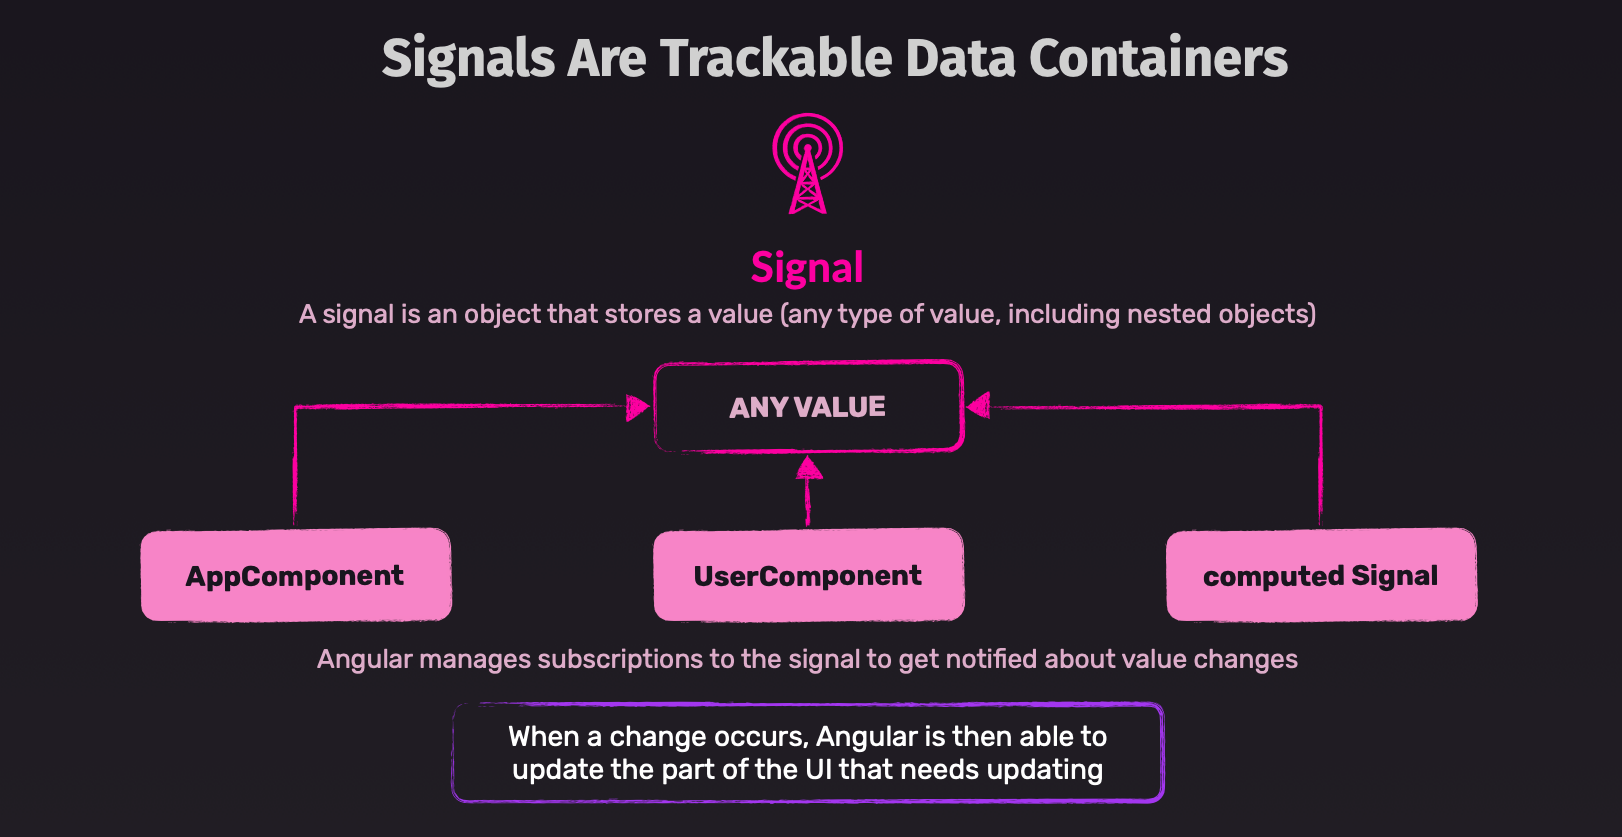 Signals Are Trackable Data Containers
Signal
A signal is an object that stores a value (any type of value, including nested objects)
ANY VALUE
AppComponent
UserComponent
computed Signal
Angular manages subscriptions to the signal to get notified about value changes
When a change occurs, Angular is then able to
update the part of the UI that needs updating